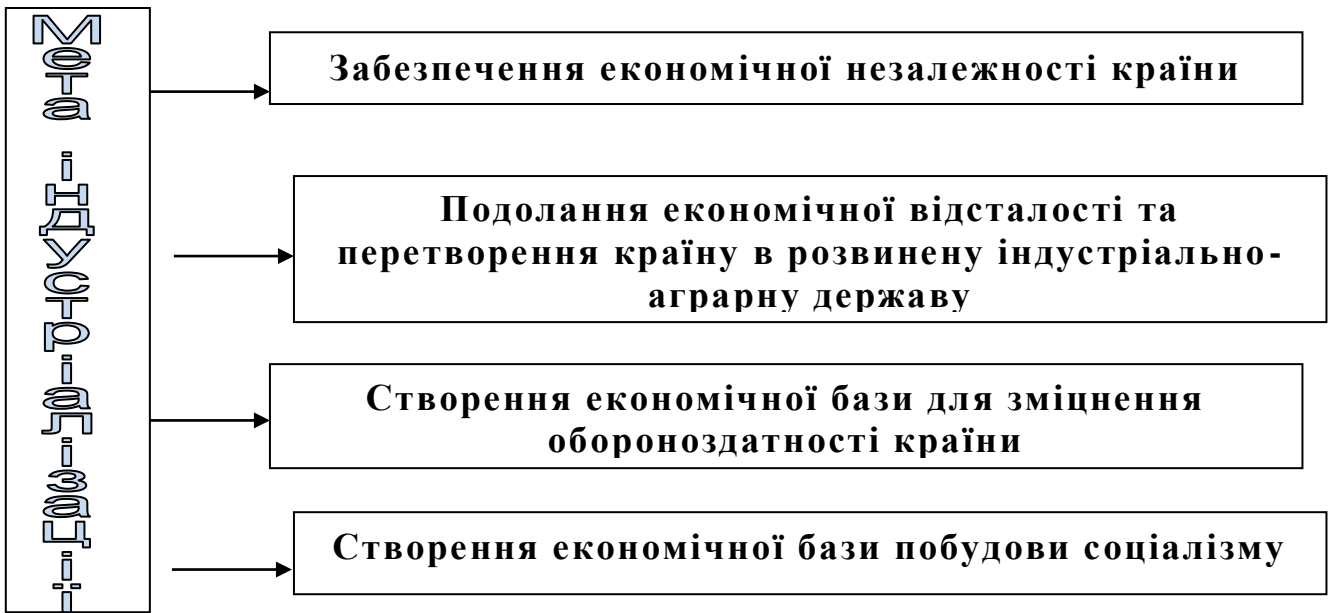 Мета індустріалізації
Забезпечення економічної незалежності країни
Подолання економічної відсталості та
перетворення країну в розвинену індустріально-
аграрну державу
Створення економічної бази для зміцнення
обороноздатності країни
Створення економічної бази побудови соціалізму